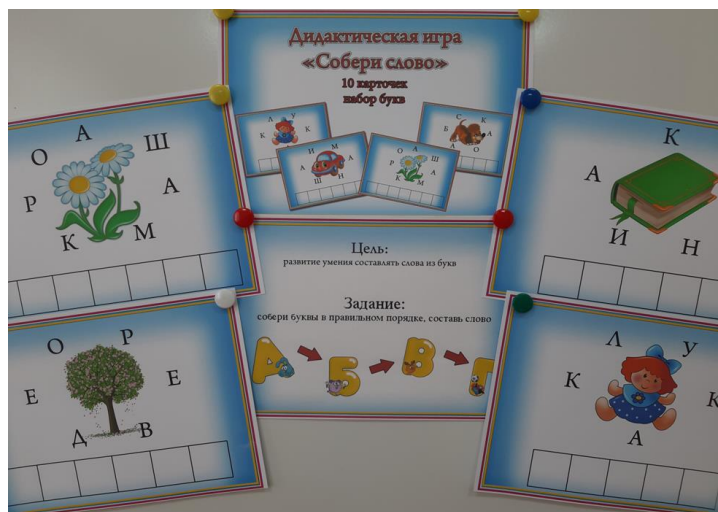 Дидактическая игра
«Собери слово»
10 карточек
набор букв
Л У
К К
С К
Б А
А О
И М
А А
Ш Н
О А Ш
Р А
К М
О А Ш
Р А
К М
К
А
И Н
Цель:
развитие умения составлять слова из букв
Задание:
собери буквы в правильном порядке, составь слово
А Б В Г
О Р
Е Е
Д В
Л У
К К
А